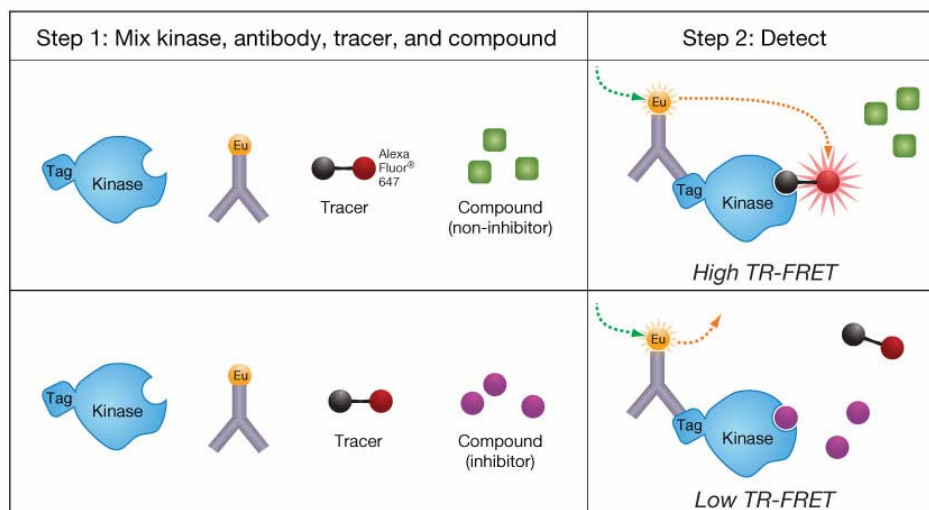 Step 1: Mix kinase, antibody, tracer, and compound
Step 2: Detect
Tag
Kinase
Eu
Alexa
Fluor®
647
Tracer
Compound
(non-inhibitor)
Eu
Tag
Kinase
High TR-FRET
Tag
Kinase
Eu
Tracer
Compound
(inhibitor)
Eu
Tag
Kinase
Low TR-FRET